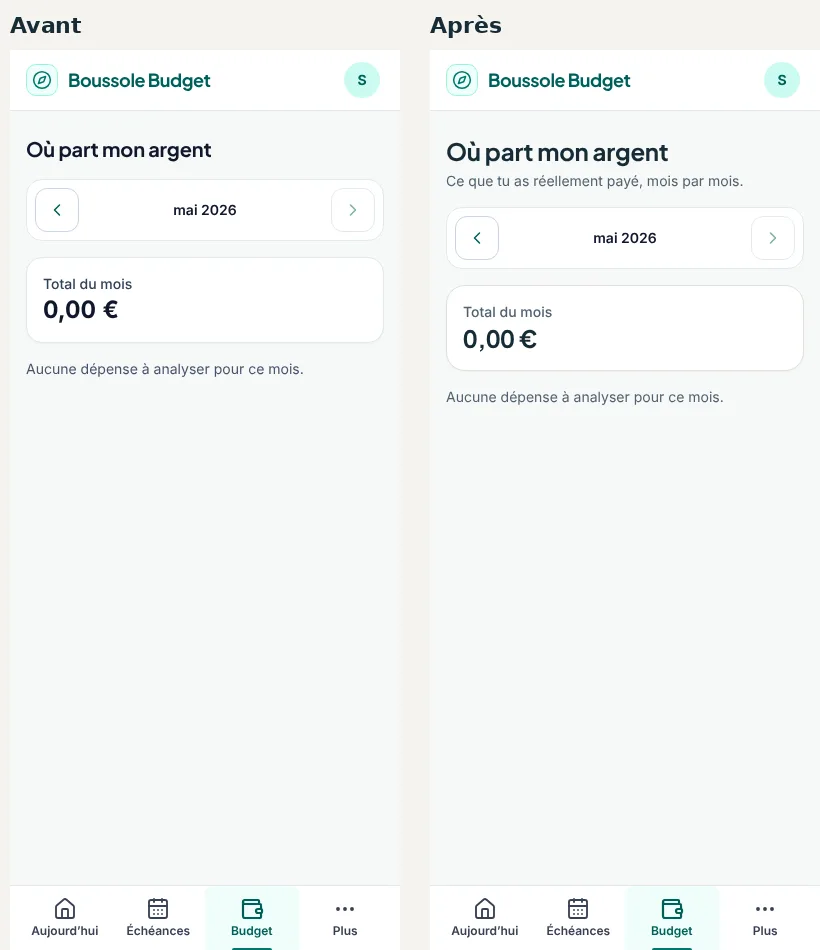 Avant
Boussole Budget
S
Où part mon argent
mai 2026
Total du mois
0,00 €
Aucune dépense à analyser pour ce mois.
Aujourd’hui
Échéances
Budget
Plus
Après
Boussole Budget
S
Où part mon argent
Ce que tu as réellement payé, mois par mois.
mai 2026
Total du mois
0,00 €
Aucune dépense à analyser pour ce mois.
Aujourd’hui
Échéances
Budget
Plus